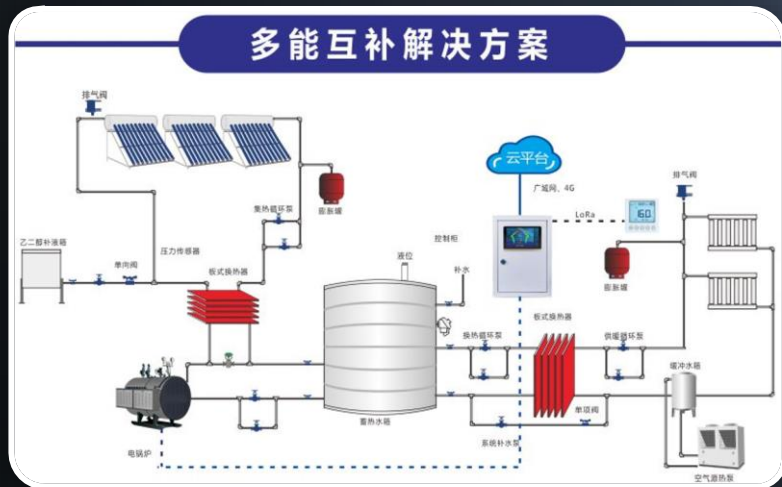 多能互补解决方案
排气阀
云平台
广域网、4G
排气阀
LoRa
160
集热循环泵
膨胀罐
乙二醇补液箱
压力传感器
控制柜
单向阀
液位
补水
板式换热器
膨胀罐
板式换热器
换热循环泵
供暖循环泵
缓冲水箱
蓄热水箱
单项阀
系统补水泵
电锅炉
空气源热泵